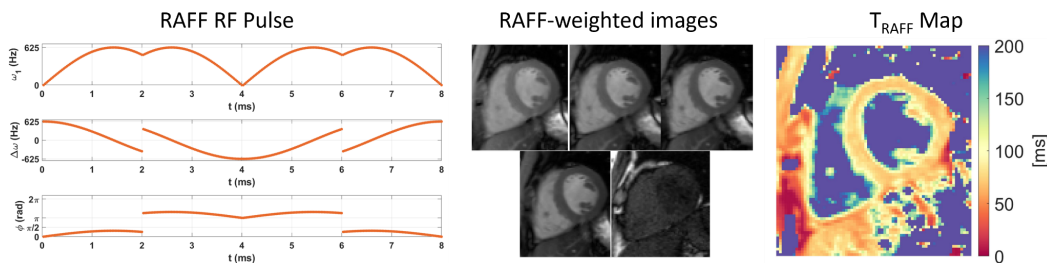 RAFF RF Pulse
625
0
ω₁ (Hz)
0 1 2 3 4 5 6 7 8
t (ms)
625
0
-625
Δω (Hz)
0 1 2 3 4 5 6 7 8
t (ms)
2π
π
π/2
0
ϕ (rad)
0 1 2 3 4 5 6 7 8
t (ms)
RAFF-weighted images
T_RAFF Map
200
150
100
50
0
[ms]